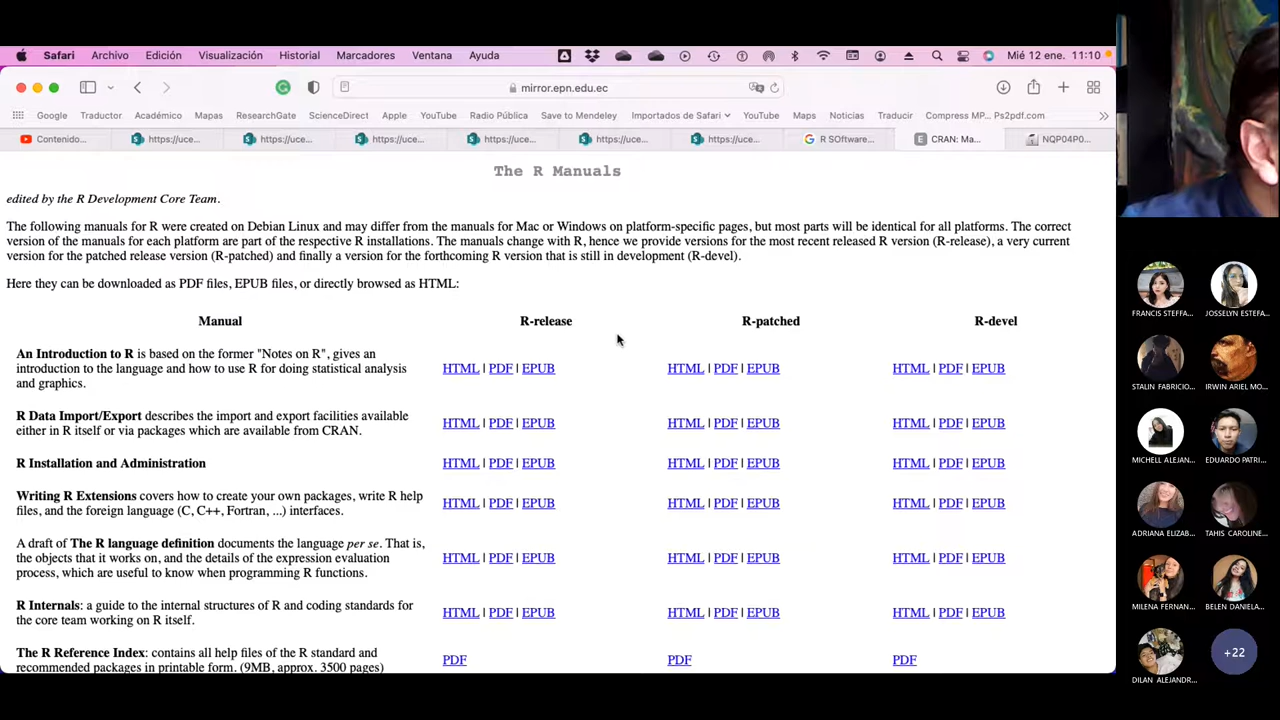 Safari Archivo Edición Visualización Historial Marcadores Ventana Ayuda Mié 12 ene. 11:10
mirror.epn.edu.ec
Google Traductor Académico Mapas ResearchGate ScienceDirect Apple YouTube Radio Pública Save to Mendeley Importados de Safari YouTube Maps Noticias Traducir Compress MP... Ps2pdf.com
Contenido... https://uce... https://uce... https://uce... https://uce... https://uce... https://uce... R SOftware... CRAN: Ma... NQP04P0...
The R Manuals
edited by the R Development Core Team.
The following manuals for R were created on Debian Linux and may differ from the manuals for Mac or Windows on platform-specific pages, but most parts will be identical for all platforms. The correct
version of the manuals for each platform are part of the respective R installations. The manuals change with R, hence we provide versions for the most recent released R version (R-release), a very current
version for the patched release version (R-patched) and finally a version for the forthcoming R version that is still in development (R-devel).
Here they can be downloaded as PDF files, EPUB files, or directly browsed as HTML:
Manual R-release R-patched R-devel
An Introduction to R is based on the former "Notes on R", gives an
introduction to the language and how to use R for doing statistical analysis
and graphics.
HTML | PDF | EPUB HTML | PDF | EPUB HTML | PDF | EPUB
R Data Import/Export describes the import and export facilities available
either in R itself or via packages which are available from CRAN.
HTML | PDF | EPUB HTML | PDF | EPUB HTML | PDF | EPUB
R Installation and Administration HTML | PDF | EPUB HTML | PDF | EPUB HTML | PDF | EPUB
Writing R Extensions covers how to create your own packages, write R help
files, and the foreign language (C, C++, Fortran, ...) interfaces.
HTML | PDF | EPUB HTML | PDF | EPUB HTML | PDF | EPUB
A draft of The R language definition documents the language per se. That is,
the objects that it works on, and the details of the expression evaluation
process, which are useful to know when programming R functions.
HTML | PDF | EPUB HTML | PDF | EPUB HTML | PDF | EPUB
R Internals: a guide to the internal structures of R and coding standards for
the core team working on R itself.
HTML | PDF | EPUB HTML | PDF | EPUB HTML | PDF | EPUB
The R Reference Index: contains all help files of the R standard and
recommended packages in printable form. (9MB, approx. 3500 pages)
PDF PDF PDF
FRANCIS STEFFA... JOSSELYN ESTEFA...
STALIN FABRICIO... IRWIN ARIEL MO...
MICHELL ALEJAN... EDUARDO PATRI...
ADRIANA ELIZAB... TAHIS CAROLINE...
MILENA FERNAN... BELEN DANIELA...
DILAN ALEJANDR... +22